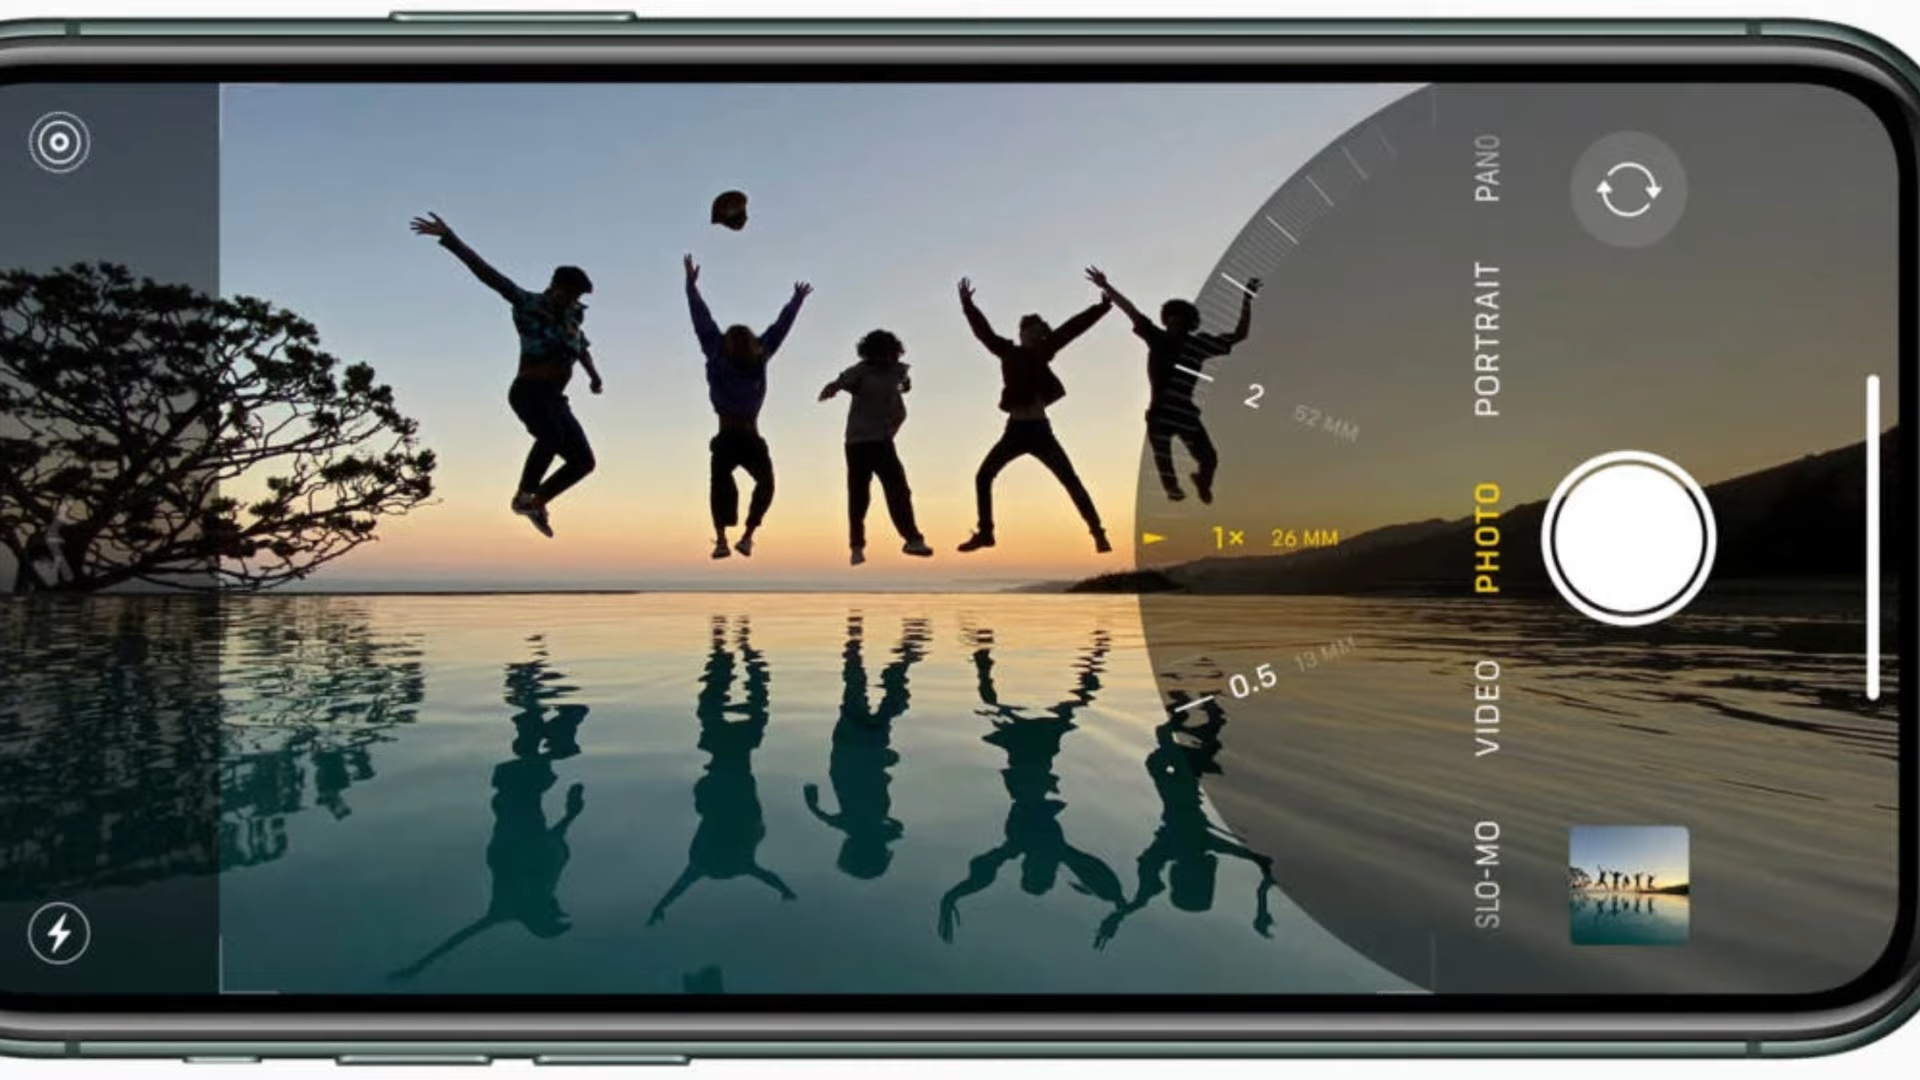 PANO
PORTRAIT
PHOTO
VIDEO
SLO-MO
2 52 MM
1× 26 MM
0.5 13 MM